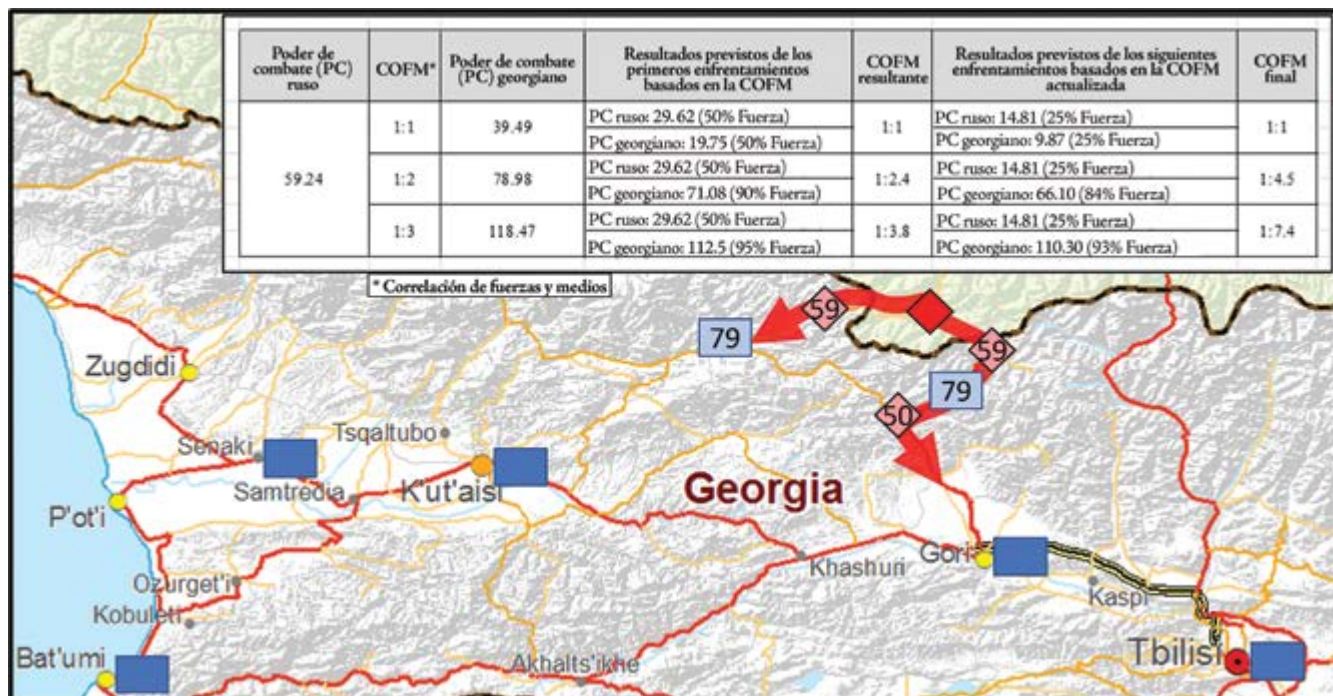 Poder de combate (PC) ruso
COFM*
Poder de combate (PC) georgiano
Resultados previstos de los primeros enfrentamientos basados en la COFM
COFM resultante
Resultados previstos de los siguientes enfrentamientos basados en la COFM actualizada
COFM final
59.24
1:1
39.49
PC ruso: 29.62 (50% Fuerza)
PC georgiano: 19.75 (50% Fuerza)
1:1
PC ruso: 14.81 (25% Fuerza)
PC georgiano: 9.87 (25% Fuerza)
1:1
1:2
78.98
PC ruso: 29.62 (50% Fuerza)
PC georgiano: 71.08 (90% Fuerza)
1:2.4
PC ruso: 14.81 (25% Fuerza)
PC georgiano: 66.10 (84% Fuerza)
1:4.5
1:3
118.47
PC ruso: 29.62 (50% Fuerza)
PC georgiano: 112.5 (95% Fuerza)
1:3.8
PC ruso: 14.81 (25% Fuerza)
PC georgiano: 110.30 (93% Fuerza)
1:7.4
* Correlación de fuerzas y medios
59
79
59
79
50
Zugdidi
Senaki
Tsqaltubo
Samtredia
K'ut'aisi
Georgia
P'ot'i
Ozurget'i
Kobuleti
Khashuri
Gori
Kaspi
Bat'umi
Akhalts'ikhe
Tbilisi